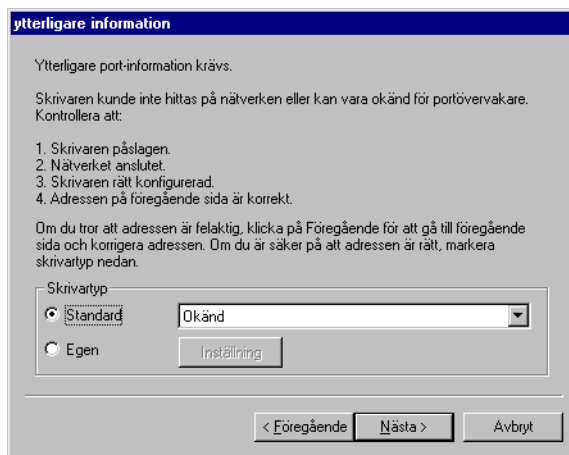 ytterligare information
Ytterligare port-information krävs.
Skrivaren kunde inte hittas på nätverken eller kan vara okänd för portövervakare.
Kontrollera att:
1. Skrivaren påslagen.
2. Nätverket anslutet.
3. Skrivaren rätt konfigurerad.
4. Adressen på föregående sida är korrekt.
Om du tror att adressen är felaktig, klicka på Föregående för att gå till föregående
sida och korrigera adressen. Om du är säker på att adressen är rätt, markera
skrivartyp nedan.
Skrivartyp
Standard
Okänd
Egen
Inställning
< Föregående
Nästa >
Avbryt